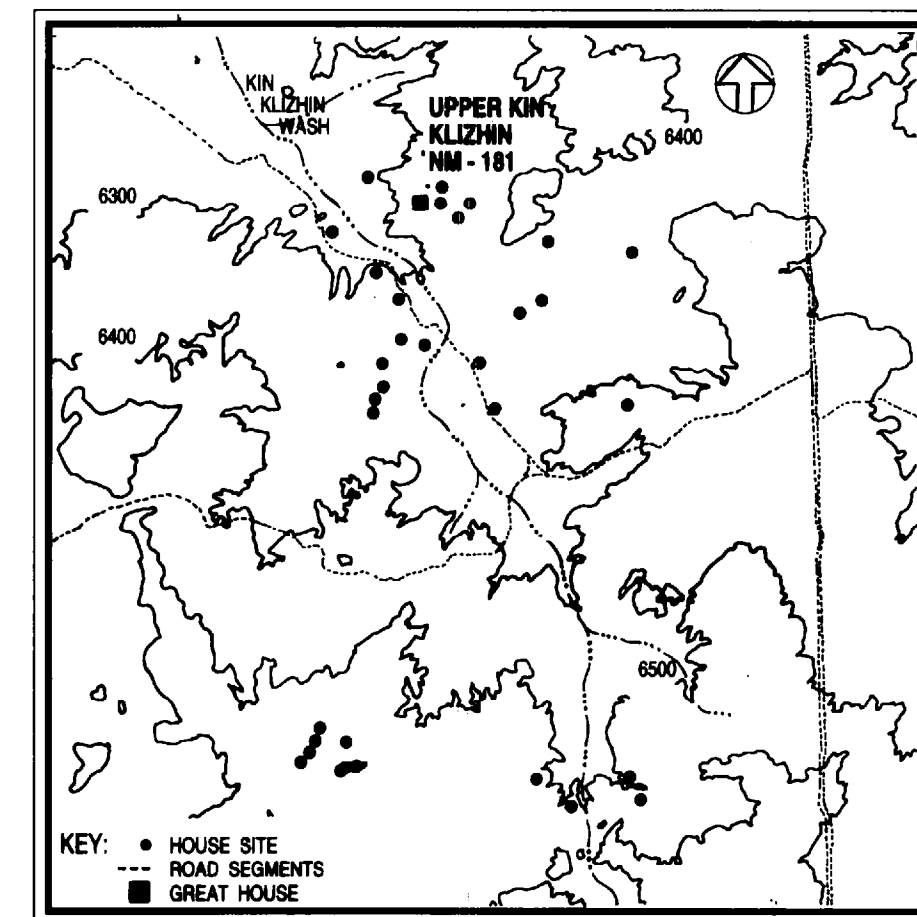 KIN
KLIZHIN
WASH
UPPER KIN
KLIZHIN
NM - 181
6400
6300
6400
6500
KEY:
HOUSE SITE
ROAD SEGMENTS
GREAT HOUSE